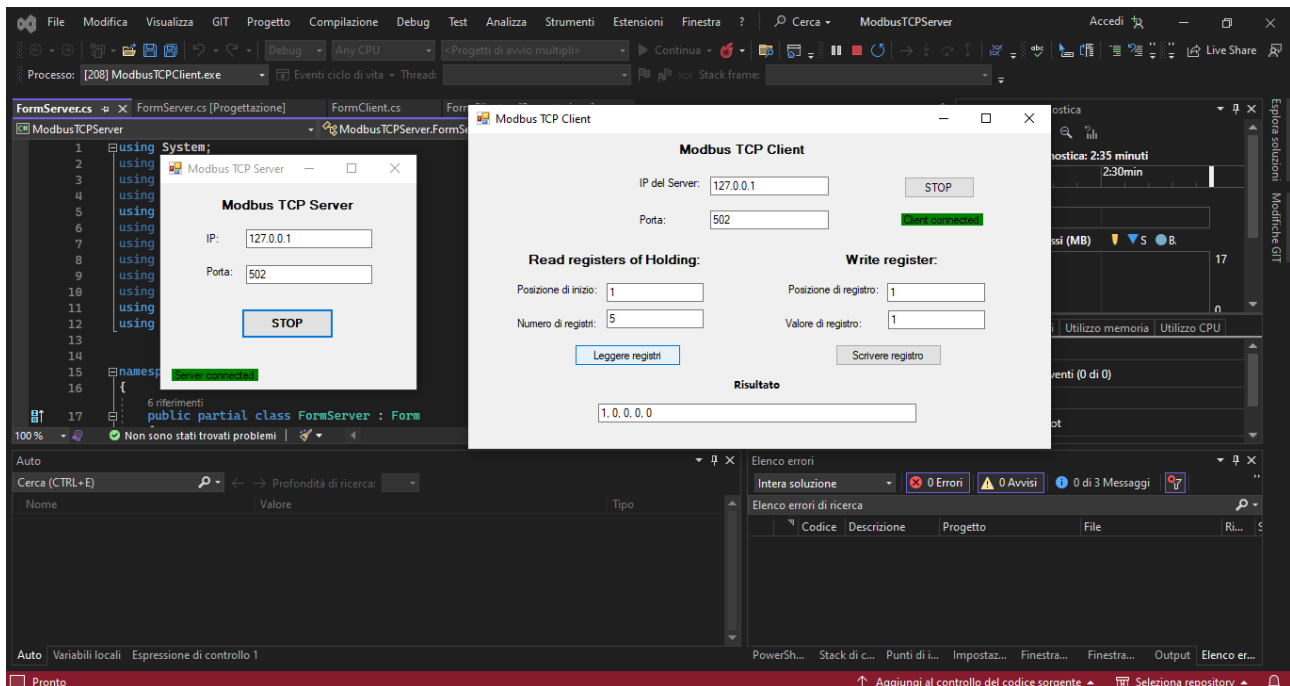 File Modifica Visualizza GIT Progetto Compilazione Debug Test Analizza Strumenti Estensioni Finestra ? Cerca ModbusTCPServer Accedi
Debug Any CPU <Progetti di avvio multipli> Continua Live Share
Processo: [208] ModbusTCPClient.exe Eventi ciclo di vita Thread: Stack frame:
FormServer.cs FormServer.cs [Progettazione] FormClient.cs
ModbusTCPServer ModbusTCPServer.FormSe
1 using System;
2 using
3 using
4 using
5 using
6 using
7 using
8 using
9 using
10 using
11 using
12 using
13
14
15 namesp
16 {
6 riferimenti
17 public partial class FormServer : Form
100 % Non sono stati trovati problemi
Modbus TCP Server
Modbus TCP Server
IP: 127.0.0.1
Porta: 502
STOP
Server connected
Modbus TCP Client
Modbus TCP Client
IP del Server: 127.0.0.1 STOP
Porta: 502 Client connected
Read registers of Holding: Write register:
Posizione di inizio: 1 Posizione di registro: 1
Numero di registri: 5 Valore di registro: 1
Leggere registri Scrivere registro
Risultato
1, 0, 0, 0, 0
ostica
nostica: 2:35 minuti
2:30min
ssi (MB) S B.
17
0
Utilizzo memoria Utilizzo CPU
venti (0 di 0)
ot
Esplora soluzioni
Modifiche GIT
Auto
Cerca (CTRL+E) Profondità di ricerca:
Nome Valore Tipo
Auto Variabili locali Espressione di controllo 1
Elenco errori
Intera soluzione 0 Errori 0 Avvisi 0 di 3 Messaggi
Elenco errori di ricerca
Codice Descrizione Progetto File Ri... S
PowerSh... Stack di c... Punti di i... Impostaz... Finestra... Finestra... Output Elenco er...
Pronto Aggiungi al controllo del codice sorgente Seleziona repository